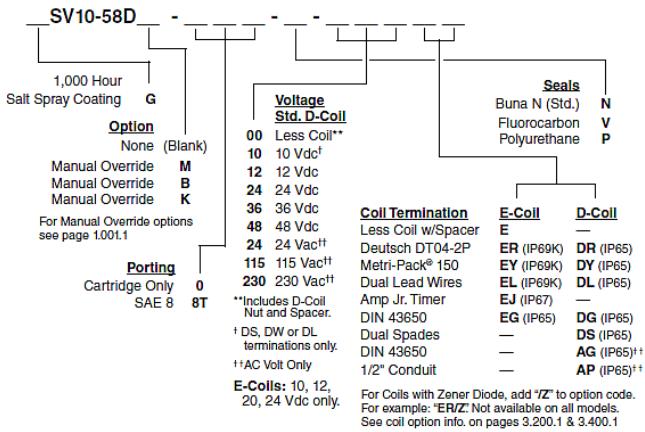 __SV10-58D__ - __ __ __ - __ - __ __ __ __ __
1,000 Hour
Salt Spray Coating G
Option
None (Blank)
Manual Override M
Manual Override B
Manual Override K
For Manual Override options
see page 1.001.1
Porting
Cartridge Only 0
SAE 8 8T
Voltage
Std. D-Coil
00 Less Coil**
10 10 Vdc†
12 12 Vdc
24 24 Vdc
36 36 Vdc
48 48 Vdc
24 24 Vac††
115 115 Vac††
230 230 Vac††
**Includes D-Coil
Nut and Spacer.
† DS, DW or DL
terminations only.
††AC Volt Only
E-Coils: 10, 12,
20, 24 Vdc only.
Seals
Buna N (Std.) N
Fluorocarbon V
Polyurethane P
Coil Termination E-Coil D-Coil
Less Coil w/Spacer E —
Deutsch DT04-2P ER (IP69K) DR (IP65)
Metri-Pack® 150 EY (IP69K) DY (IP65)
Dual Lead Wires EL (IP69K) DL (IP65)
Amp Jr. Timer EJ (IP67) —
DIN 43650 EG (IP65) DG (IP65)
Dual Spades — DS (IP65)
DIN 43650 — AG (IP65)††
1/2" Conduit — AP (IP65)††
For Coils with Zener Diode, add "/Z" to option code.
For example: "ER/Z". Not available on all models.
See coil option info. on pages 3.200.1 & 3.400.1